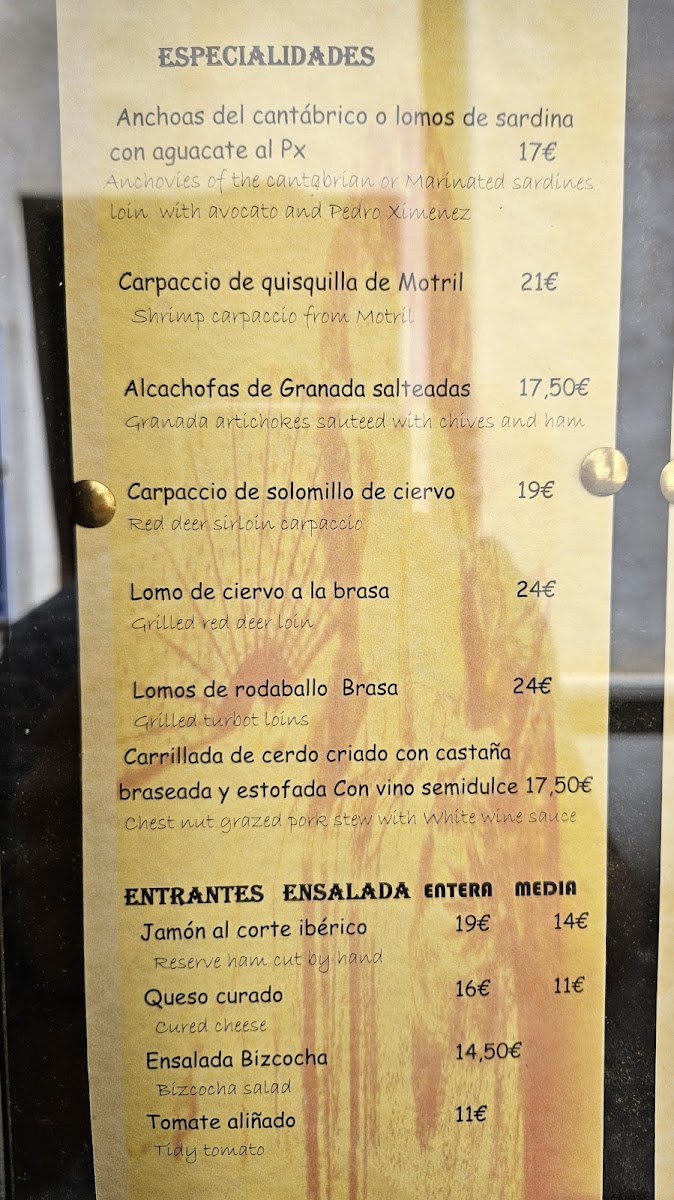 ESPECIALIDADES
Anchoas del cantábrico o lomos de sardina
con aguacate al Px 17€
Anchovies of the cantabrian or Marinated sardines
loin with avocato and Pedro Ximenez
Carpaccio de quisquilla de Motril 21€
Shrimp carpaccio from Motril
Alcachofas de Granada salteadas 17,50€
Granada artichokes sauteed with chives and ham
Carpaccio de solomillo de ciervo 19€
Red deer sirloin carpaccio
Lomo de ciervo a la brasa 24€
Grilled red deer loin
Lomos de rodaballo Brasa 24€
Grilled turbot loins
Carrillada de cerdo criado con castaña
braseada y estofada Con vino semidulce 17,50€
Chest nut grazed pork stew with White wine sauce
ENTRANTES ENSALADA ENTERA MEDIA
Jamón al corte ibérico 19€ 14€
Reserve ham cut by hand
Queso curado 16€ 11€
Cured cheese
Ensalada Bizcocha 14,50€
Bizcocha salad
Tomate aliñado 11€
Tidy tomato